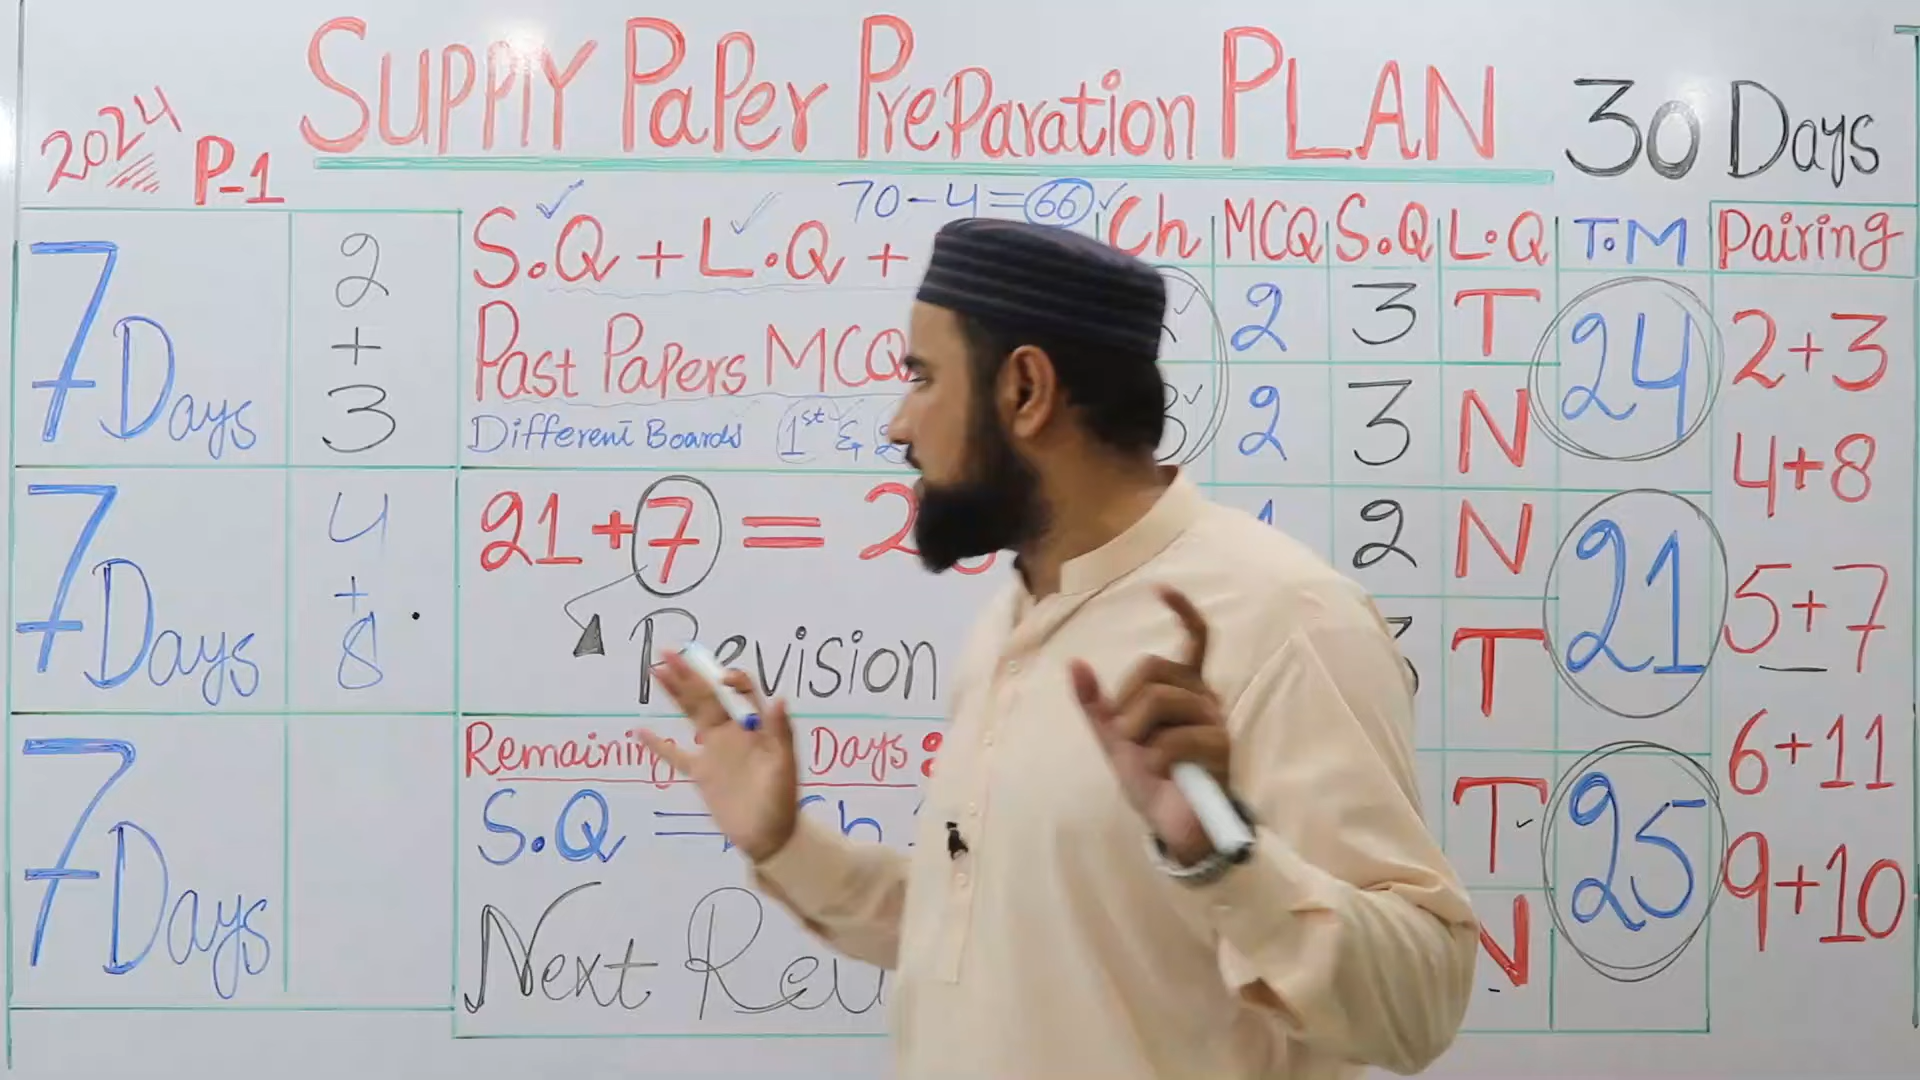 SUPPlY PaPer PreParation PLAN 30 Days
2024 P-1
70-4=66
7 Days
2
+
3
S.Q + L.Q +
Past Papers MCQ
Different Boards 1st &
7 Days
4
+
8
21+7 = 2
Revision
7 Days
Remaining Days:
S.Q =
Next Rev
Ch MCQ S.Q L.Q T.M Pairing
2 3 T 24
2 3 N
2 N 21
T
T 25
N
2+3
4+8
5+7
6+11
9+10